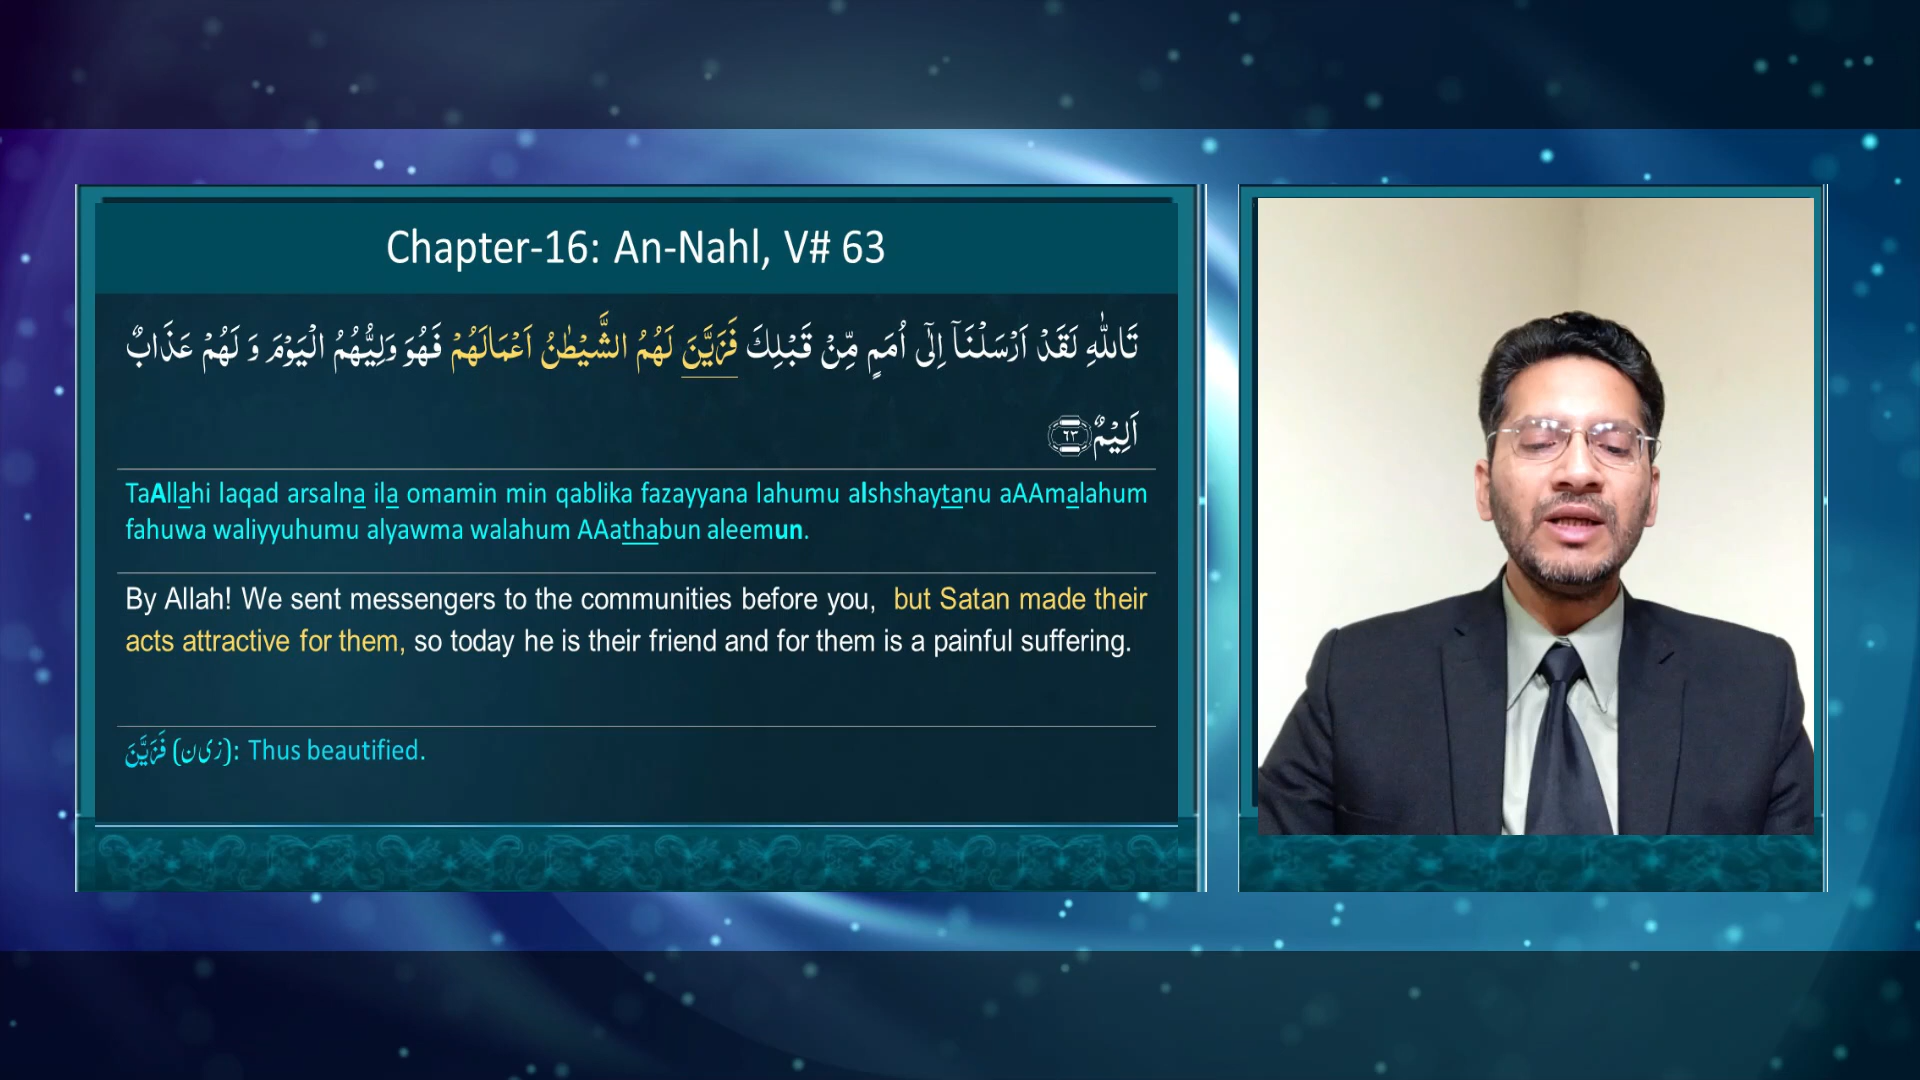 Chapter-16: An-Nahl, V# 63
تَاللّٰهِ لَقَدْ اَرْسَلْنَاۤ اِلٰۤى اُمَمٍ مِّنْ قَبْلِكَ فَزَيَّنَ لَهُمُ الشَّيْطٰنُ اَعْمَالَهُمْ فَهُوَ وَلِيُّهُمُ الْيَوْمَ وَ لَهُمْ عَذَابٌ
اَلِيْمٌ ٦٣
TaAllahi laqad arsalna ila omamin min qablika fazayyana lahumu alshshaytanu aAAmalahum
fahuwa waliyyuhumu alyawma walahum AAathabun aleemun.
By Allah! We sent messengers to the communities before you, but Satan made their
acts attractive for them, so today he is their friend and for them is a painful suffering.
فَزَيَّنَ (زی ن): Thus beautified.